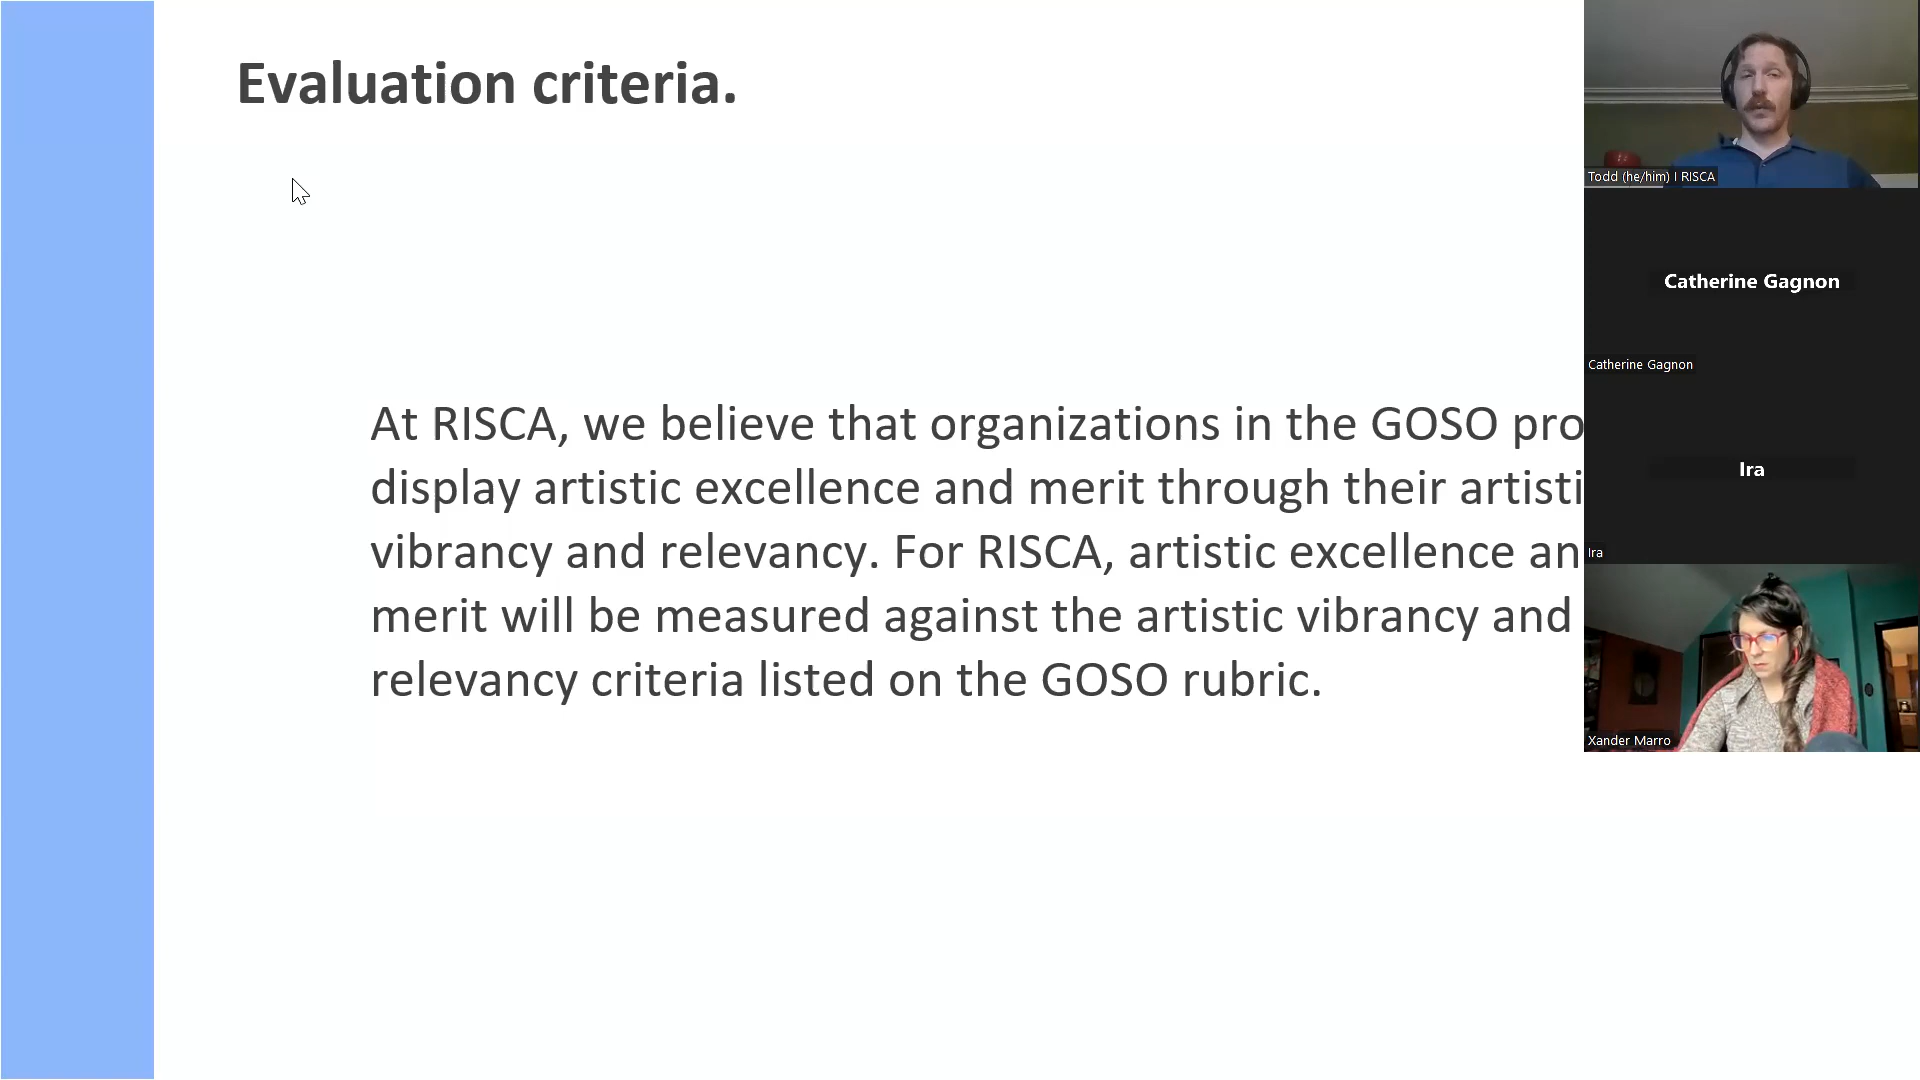 Evaluation criteria.
At RISCA, we believe that organizations in the GOSO pro
display artistic excellence and merit through their artisti
vibrancy and relevancy. For RISCA, artistic excellence an
merit will be measured against the artistic vibrancy and
relevancy criteria listed on the GOSO rubric.
Todd (he/him) I RISCA
Catherine Gagnon
Catherine Gagnon
Ira
Ira
Xander Marro